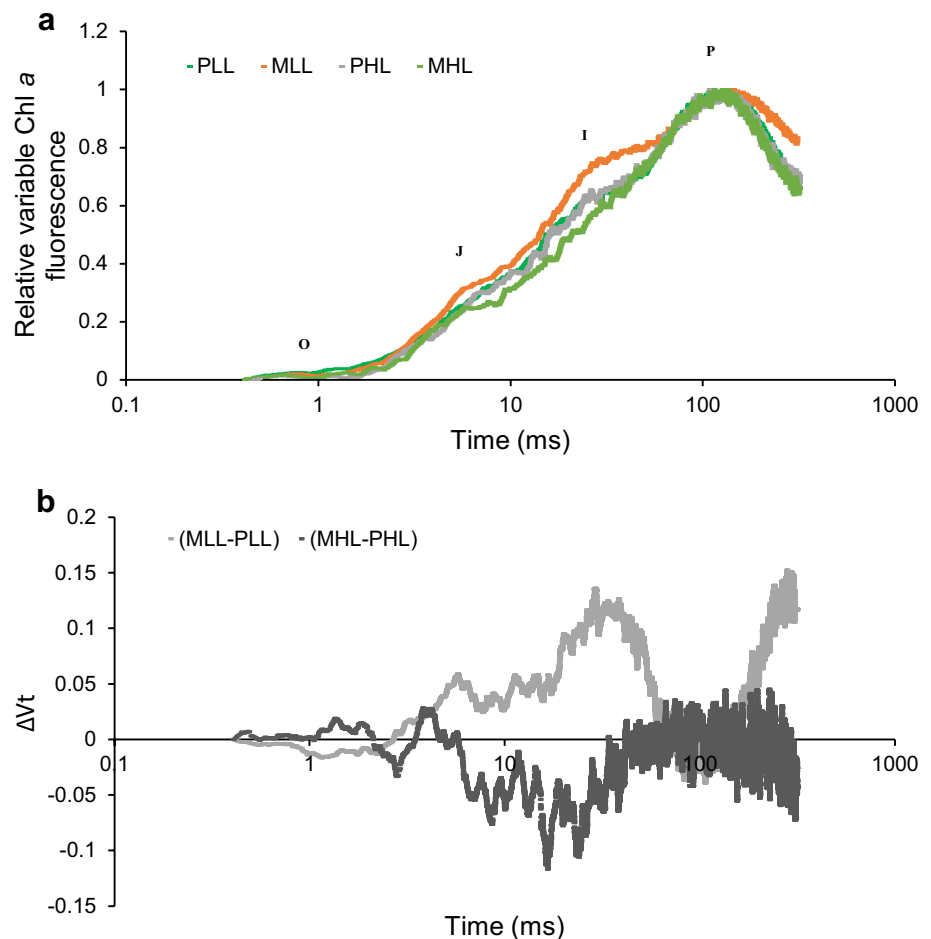 a
1.2
1
0.8
0.6
0.4
0.2
0
Relative variable Chl a
fluorescence
PLL MLL PHL MHL
O
J
I
P
0.1 1 10 100 1000
Time (ms)
b
0.2
0.15
0.1
0.05
0
-0.05
-0.1
-0.15
ΔVt
(MLL-PLL) (MHL-PHL)
0.1 1 10 100 1000
Time (ms)